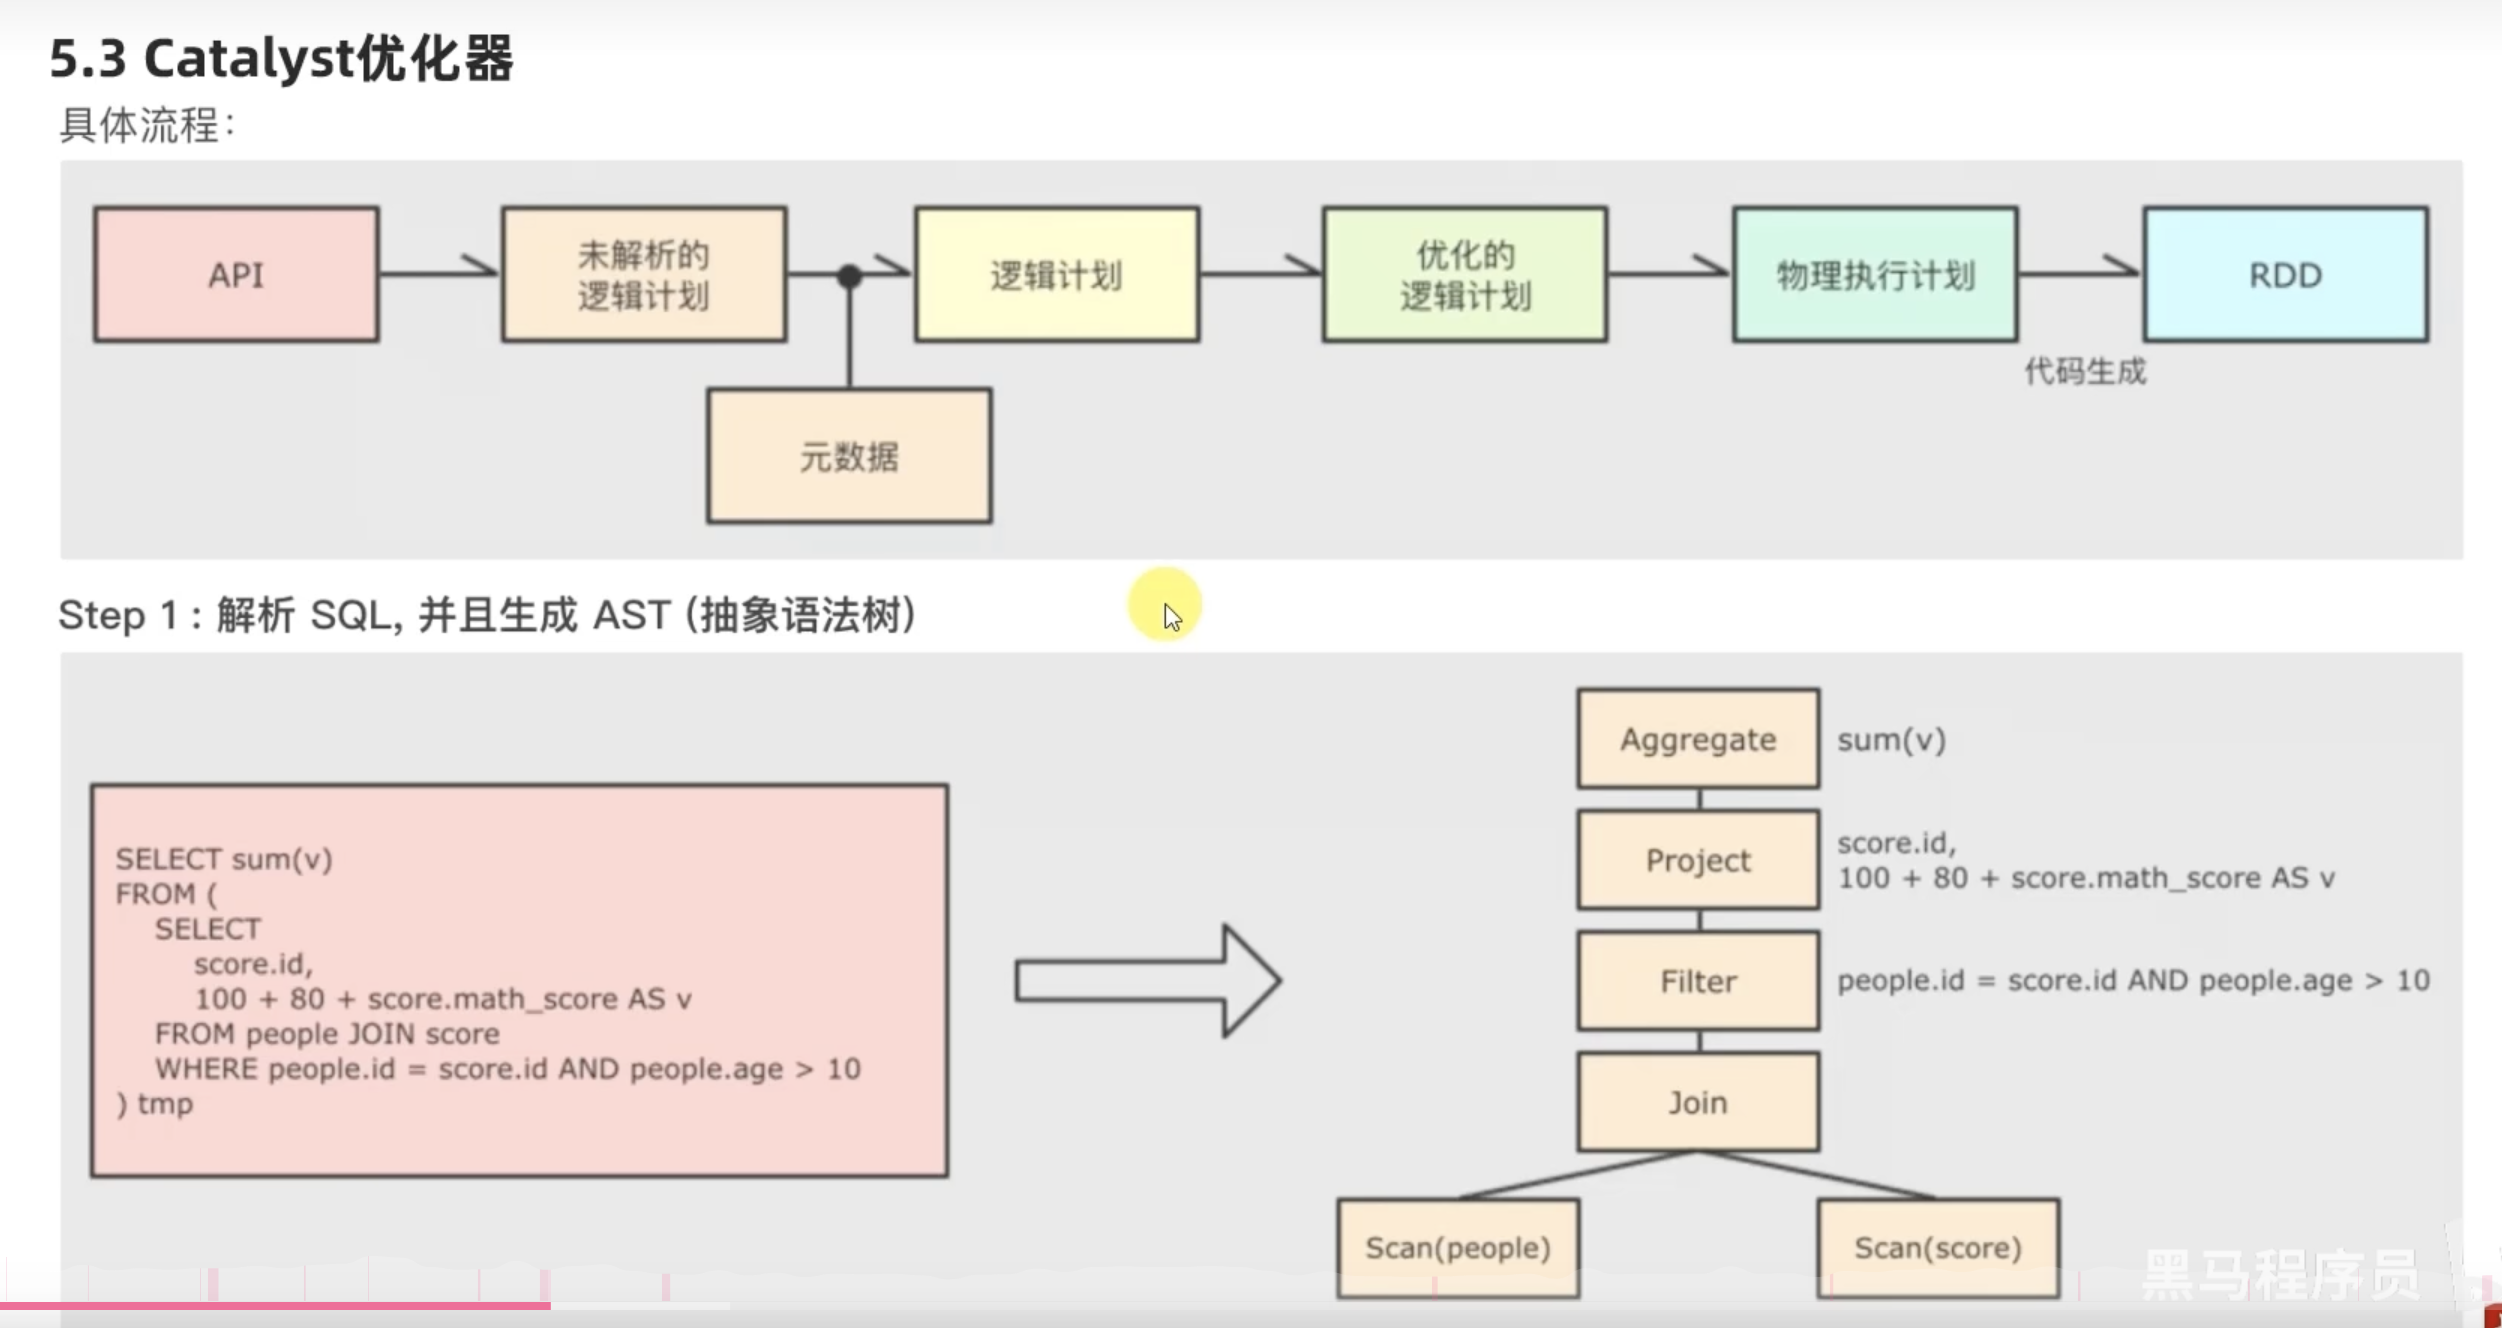 5.3 Catalyst优化器
具体流程：
API
未解析的
逻辑计划
逻辑计划
优化的
逻辑计划
物理执行计划
RDD
代码生成
元数据
Step 1 : 解析 SQL, 并且生成 AST (抽象语法树)
SELECT sum(v)
FROM (
SELECT
score.id,
100 + 80 + score.math_score AS v
FROM people JOIN score
WHERE people.id = score.id AND people.age > 10
) tmp
Aggregate
sum(v)
Project
score.id,
100 + 80 + score.math_score AS v
Filter
people.id = score.id AND people.age > 10
Join
Scan(people)
Scan(score)
黑马程序员